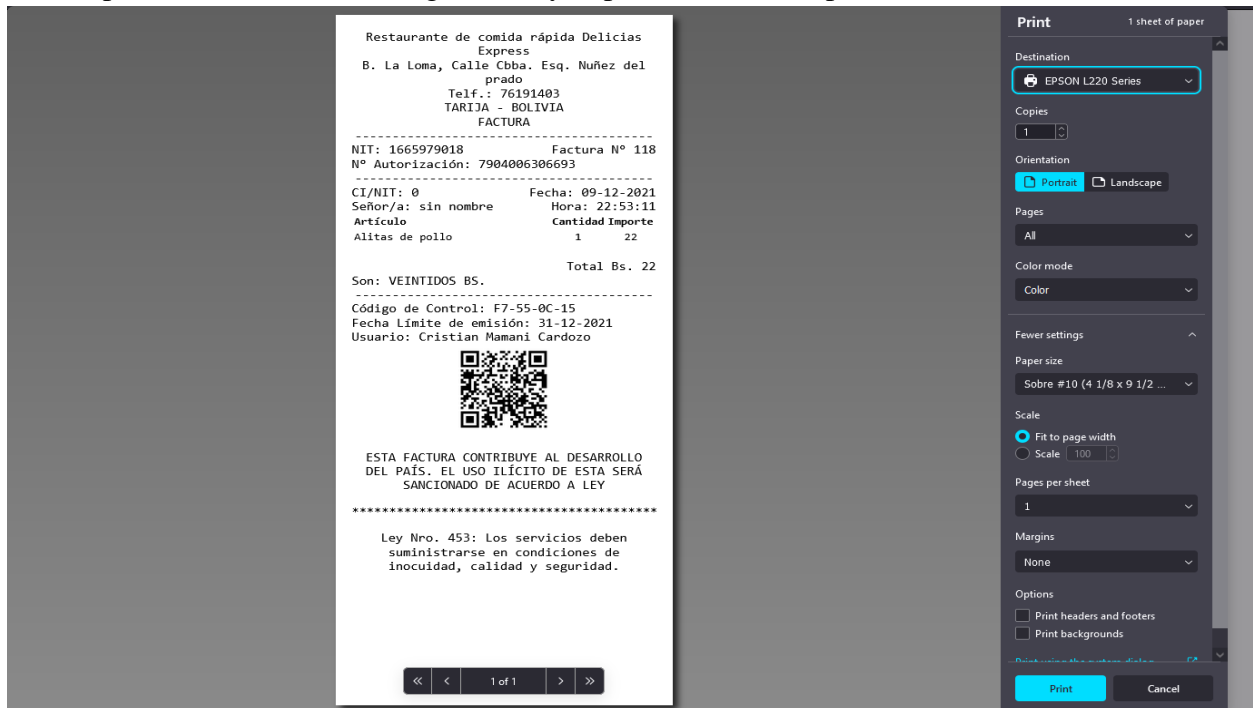 Restaurante de comida rápida Delicias
Express
B. La Loma, Calle Cbba. Esq. Nuñez del
prado
Telf.: 76191403
TARIJA - BOLIVIA
FACTURA
----------------------------------------
NIT: 1665979018 Factura Nº 118
Nº Autorización: 7904006306693
----------------------------------------
CI/NIT: 0 Fecha: 09-12-2021
Señor/a: sin nombre Hora: 22:53:11
Artículo Cantidad Importe
Alitas de pollo 1 22
Total Bs. 22
Son: VEINTIDOS BS.
----------------------------------------
Código de Control: F7-55-0C-15
Fecha Límite de emisión: 31-12-2021
Usuario: Cristian Mamani Cardozo
ESTA FACTURA CONTRIBUYE AL DESARROLLO
DEL PAÍS. EL USO ILÍCITO DE ESTA SERÁ
SANCIONADO DE ACUERDO A LEY
*****************************************
Ley Nro. 453: Los servicios deben
suministrarse en condiciones de
inocuidad, calidad y seguridad.
1 of 1
Print 1 sheet of paper
Destination
EPSON L220 Series
Copies
1
Orientation
Portrait Landscape
Pages
All
Color mode
Color
Fewer settings
Paper size
Sobre #10 (4 1/8 x 9 1/2 ...
Scale
Fit to page width
Scale 100
Pages per sheet
1
Margins
None
Options
Print headers and footers
Print backgrounds
Print using the system dialog
Print Cancel